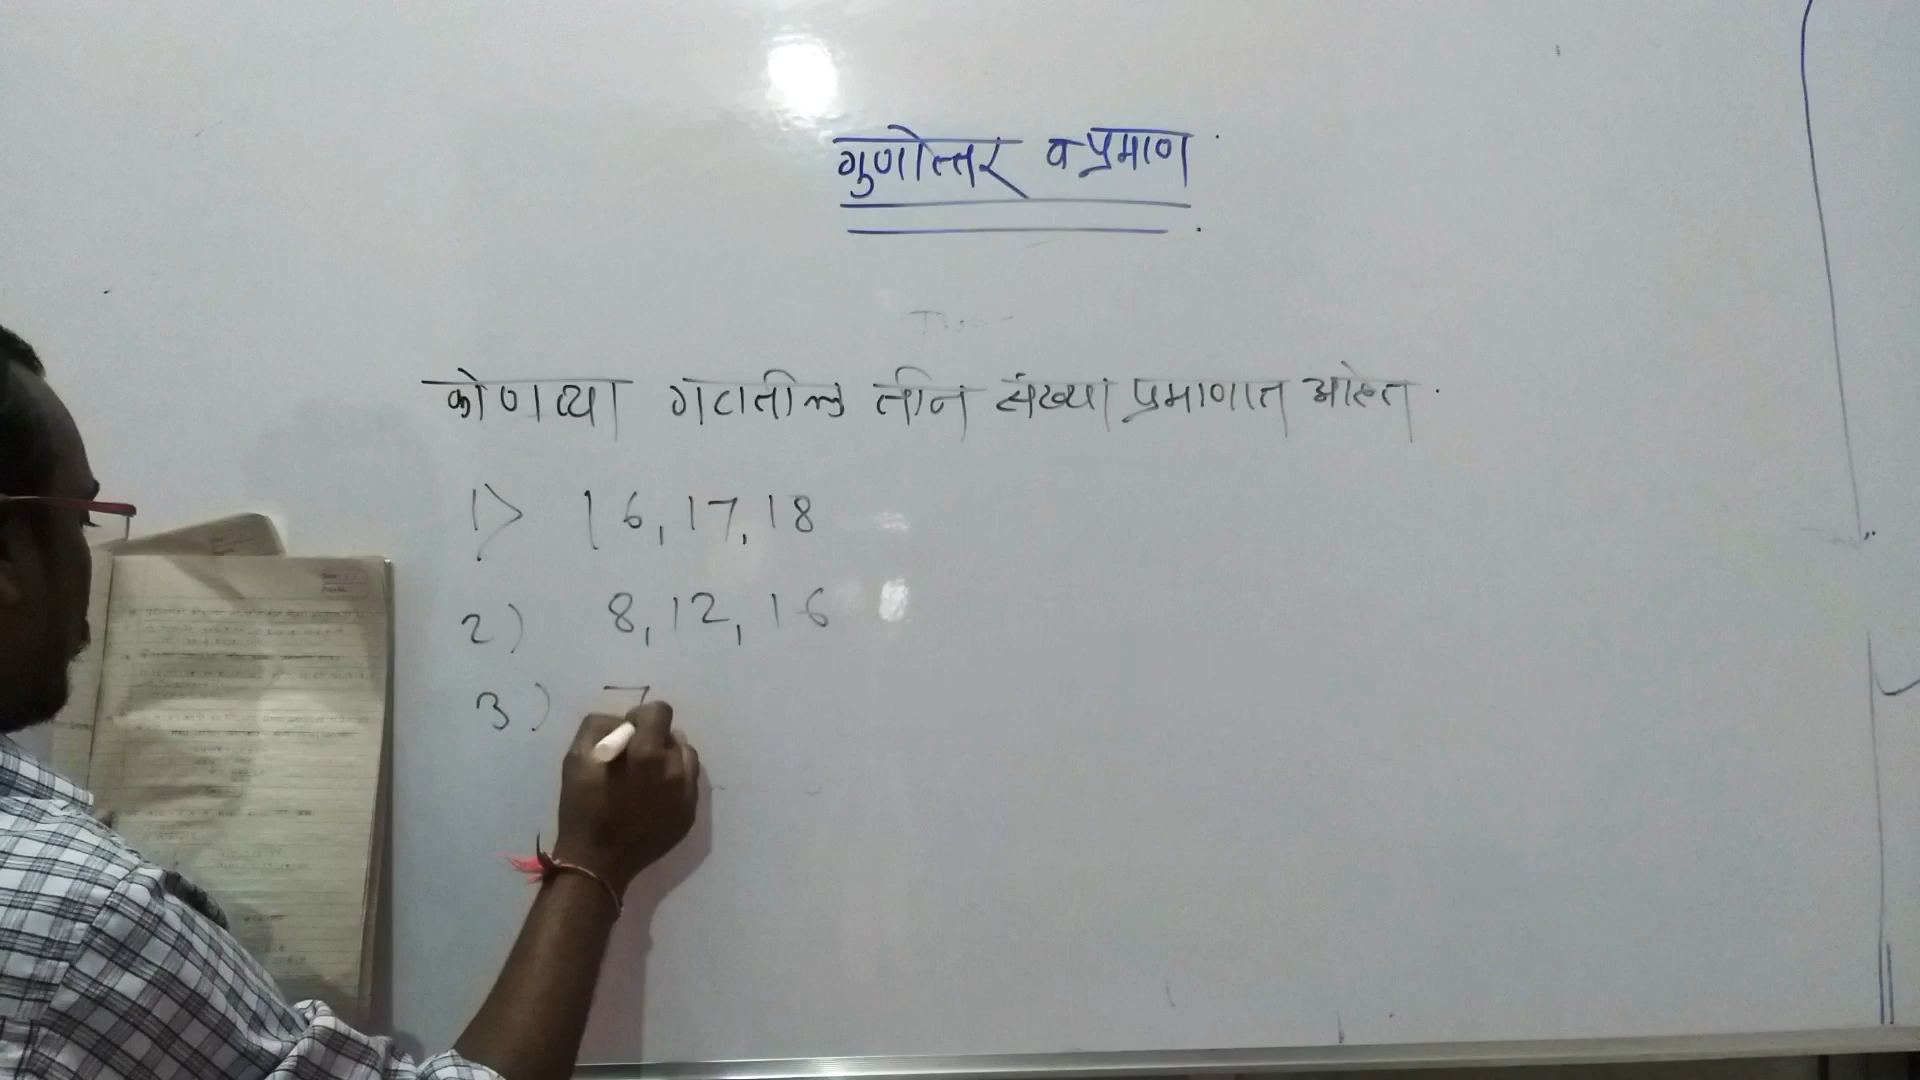 गुणोत्तर व प्रमाण
कोणत्या गटातील तीन संख्या प्रमाणात आहेत.
1) 16, 17, 18
2) 8, 12, 16
3) 7